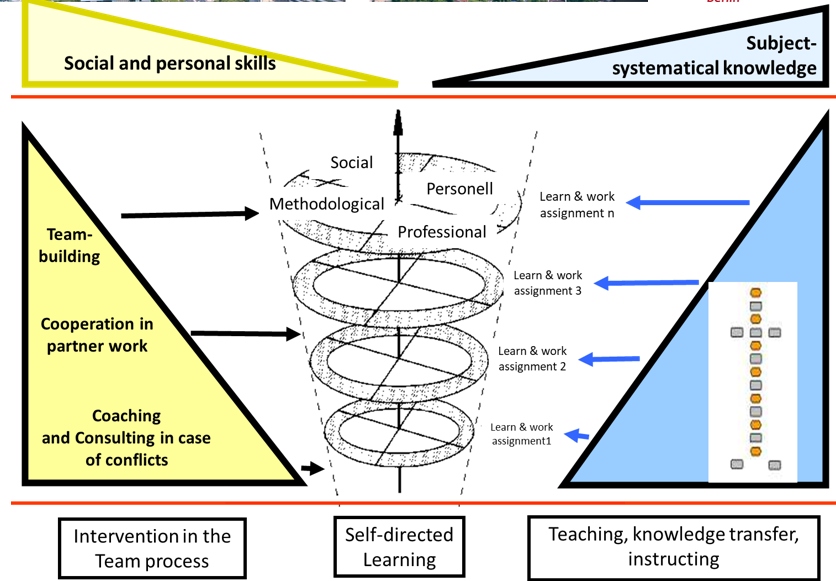 Berlin
Social and personal skills
Subject-
systematical knowledge
Social
Personell
Methodological
Professional
Team-
building
Cooperation in
partner work
Coaching
and Consulting in case
of conflicts
Learn & work
assignment n
Learn & work
assignment 3
Learn & work
assignment 2
Learn & work
assignment1
Intervention in the
Team process
Self-directed
Learning
Teaching, knowledge transfer,
instructing